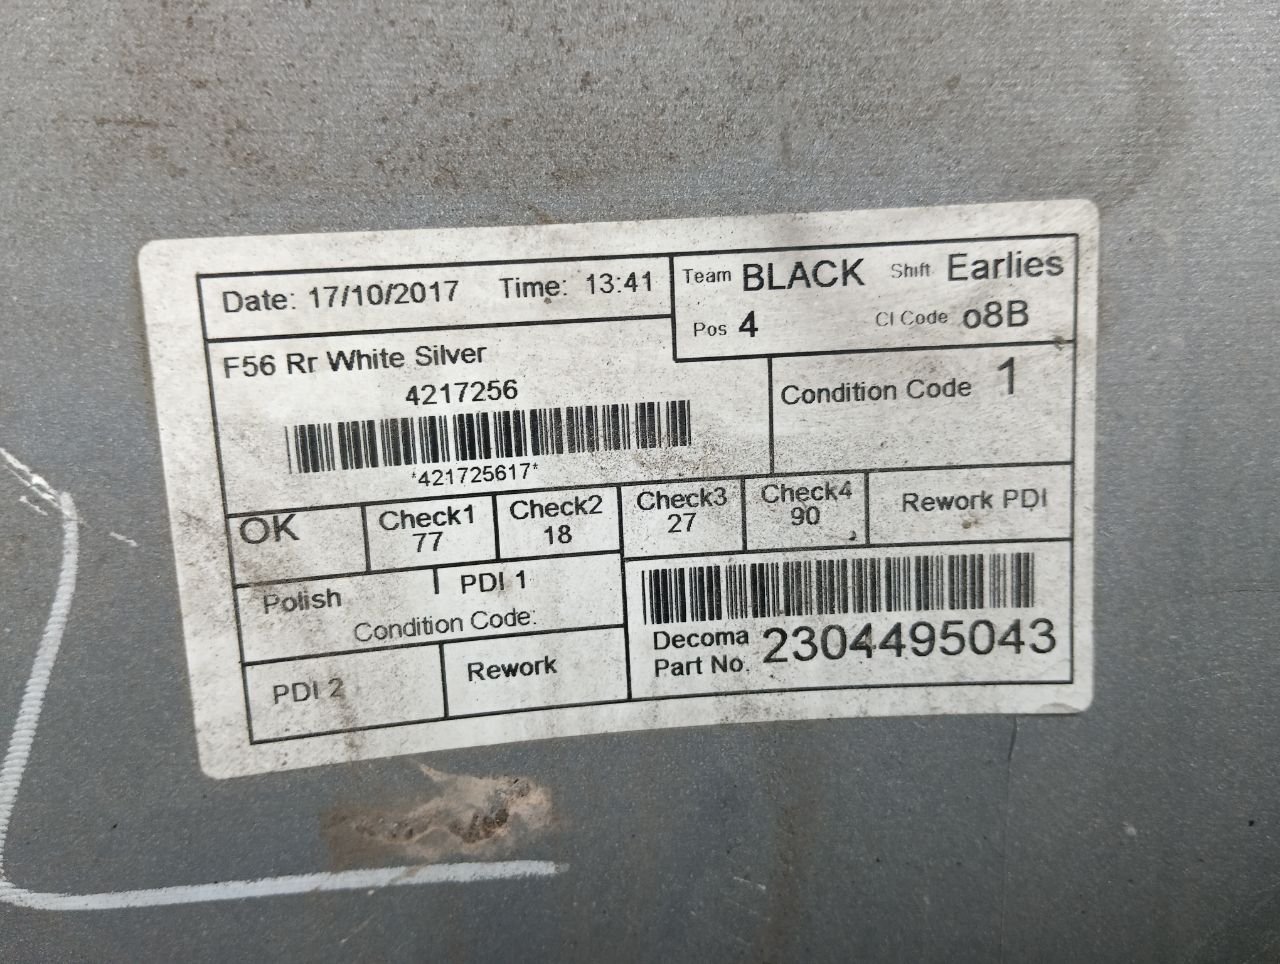 Date: 17/10/2017 Time: 13:41
Team BLACK Shift Earlies
Pos 4 CI Code o8B
F56 Rr White Silver
4217256
*421725617*
Condition Code 1
OK
Check1
77
Check2
18
Check3
27
Check4
90
Rework PDI
Polish
PDI 1
Condition Code:
PDI 2
Rework
Decoma
Part No. 2304495043